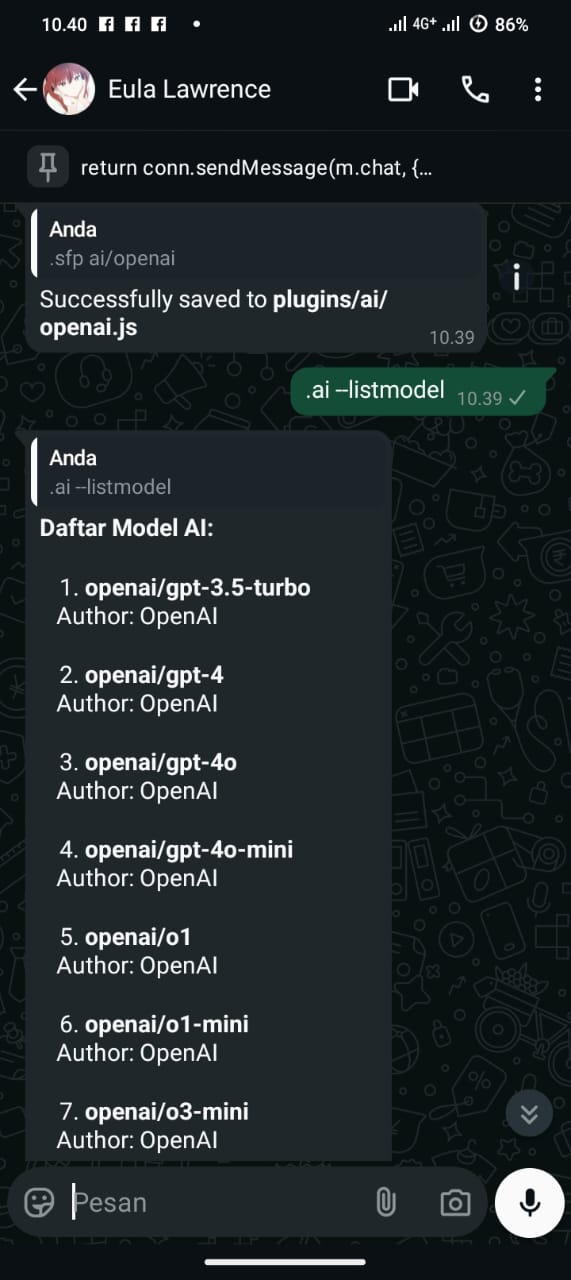 10.40
4G+
86%
Eula Lawrence
return conn.sendMessage(m.chat, {...
Anda
.sfp ai/openai
Successfully saved to plugins/ai/
openai.js
10.39
.ai --listmodel 10.39
Anda
.ai --listmodel
Daftar Model AI:
1. openai/gpt-3.5-turbo
Author: OpenAI
2. openai/gpt-4
Author: OpenAI
3. openai/gpt-4o
Author: OpenAI
4. openai/gpt-4o-mini
Author: OpenAI
5. openai/o1
Author: OpenAI
6. openai/o1-mini
Author: OpenAI
7. openai/o3-mini
Author: OpenAI
Pesan